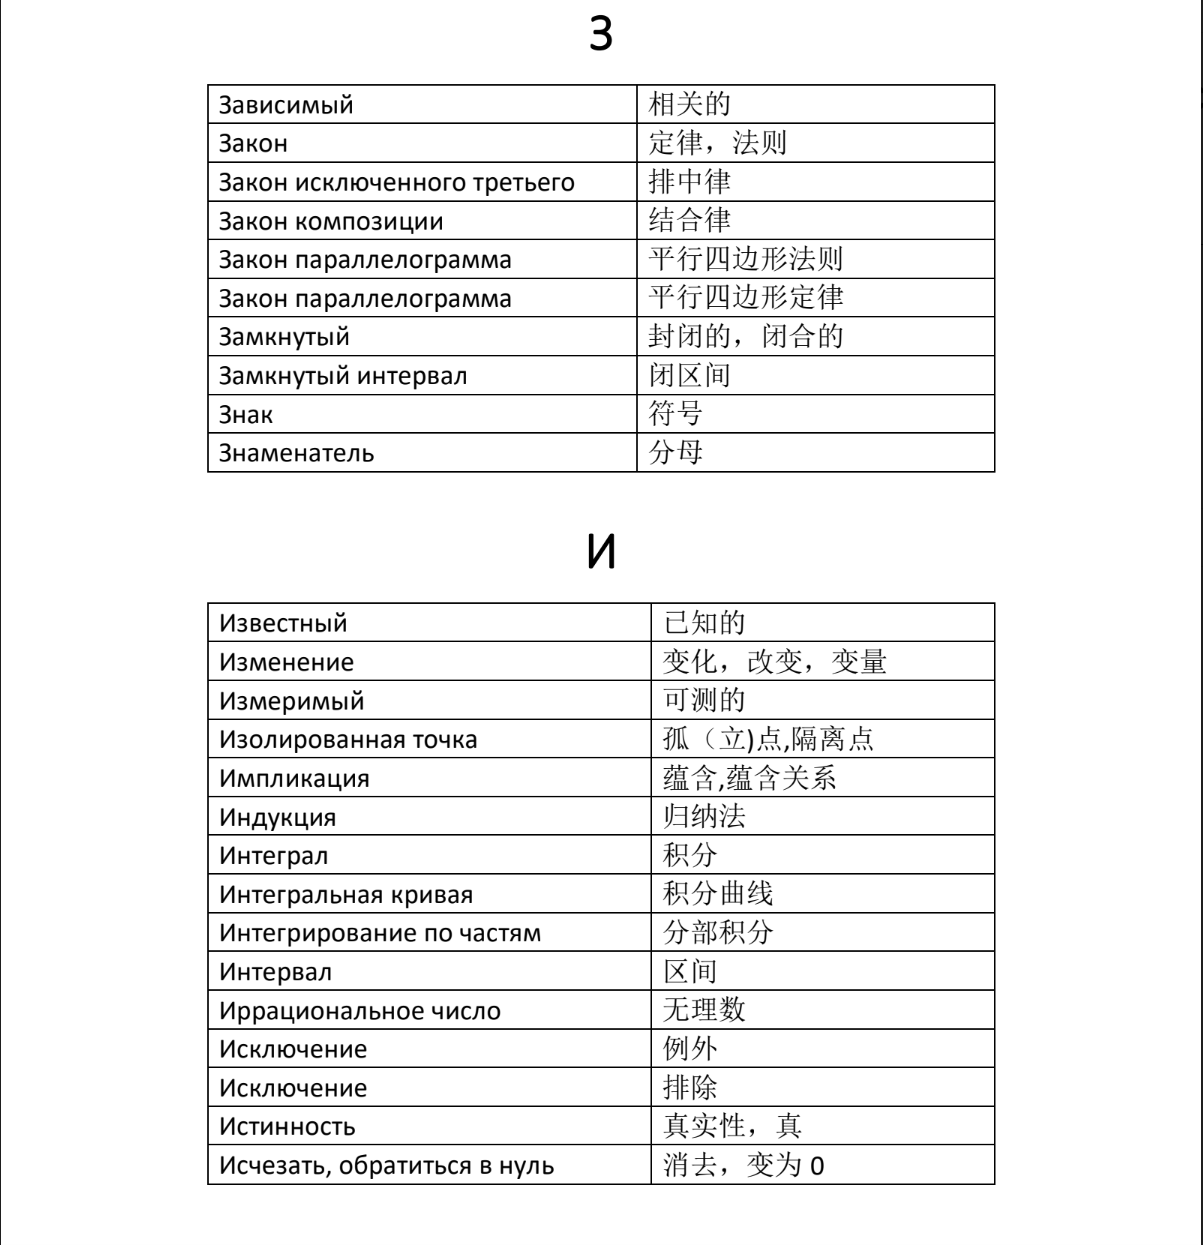 З
Зависимый 相关的
Закон 定律，法则
Закон исключенного третьего 排中律
Закон композиции 结合律
Закон параллелограмма 平行四边形法则
Закон параллелограмма 平行四边形定律
Замкнутый 封闭的，闭合的
Замкнутый интервал 闭区间
Знак 符号
Знаменатель 分母
И
Известный 已知的
Изменение 变化，改变，变量
Измеримый 可测的
Изолированная точка 孤（立)点,隔离点
Импликация 蕴含,蕴含关系
Индукция 归纳法
Интеграл 积分
Интегральная кривая 积分曲线
Интегрирование по частям 分部积分
Интервал 区间
Иррациональное число 无理数
Исключение 例外
Исключение 排除
Истинность 真实性，真
Исчезать, обратиться в нуль 消去，变为 0